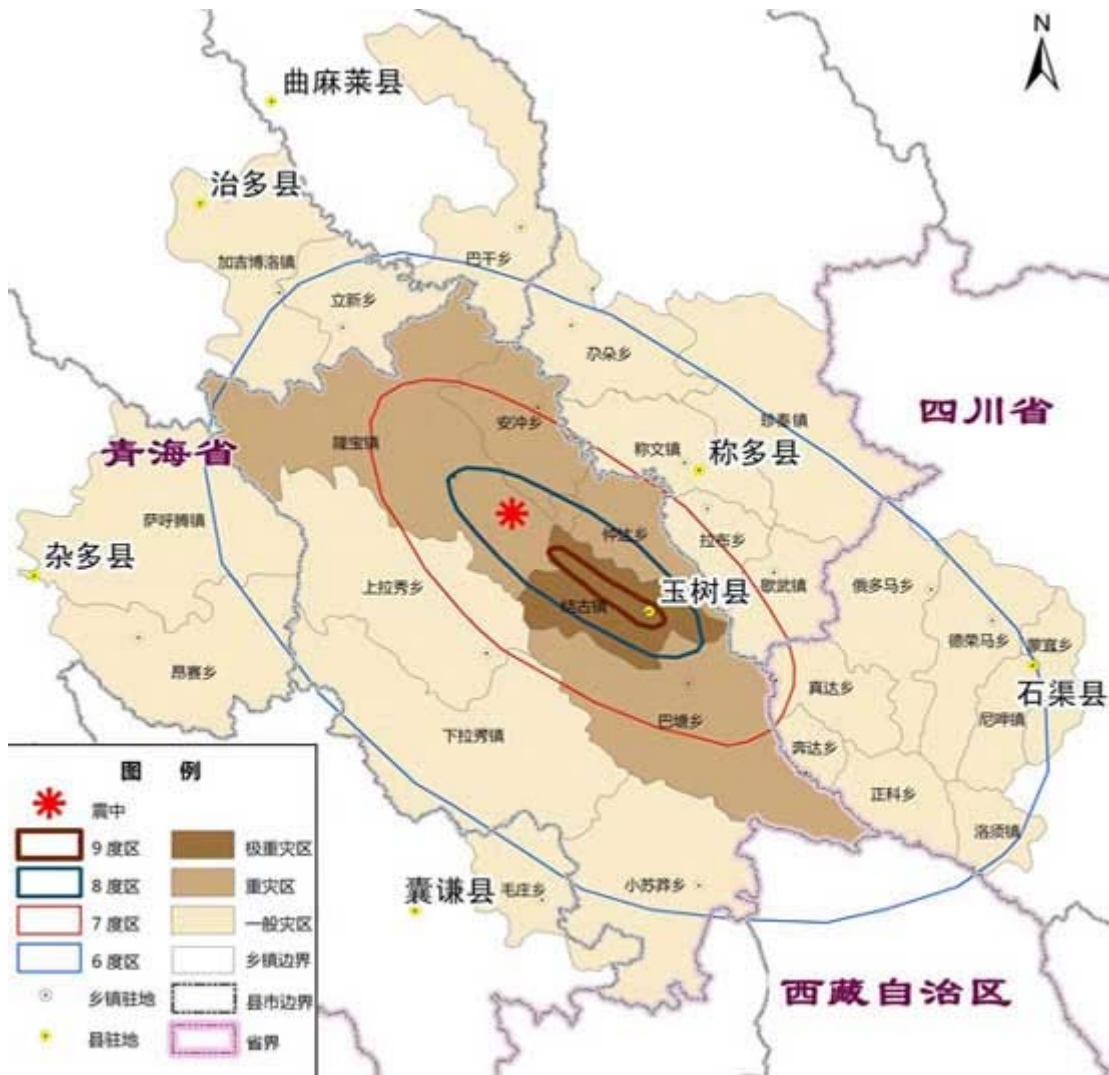 N
曲麻莱县
治多县
加吉博洛镇
巴干乡
立新乡
尕朵乡
四川省
安冲乡
珍秦镇
隆宝镇
称文镇
称多县
青海省
萨呼腾镇
仲达乡
拉布乡
杂多县
上拉秀乡
歇武镇
俄多马乡
结古镇
玉树县
德荣马乡
蒙宜乡
昂赛乡
真达乡
石渠县
巴塘乡
尼呷镇
下拉秀镇
奔达乡
正科乡
洛须镇
小苏莽乡
毛庄乡
囊谦县
西藏自治区
图 例
震中
9度区
极重灾区
8度区
重灾区
7度区
一般灾区
6度区
乡镇边界
乡镇驻地
县市边界
县驻地
省界